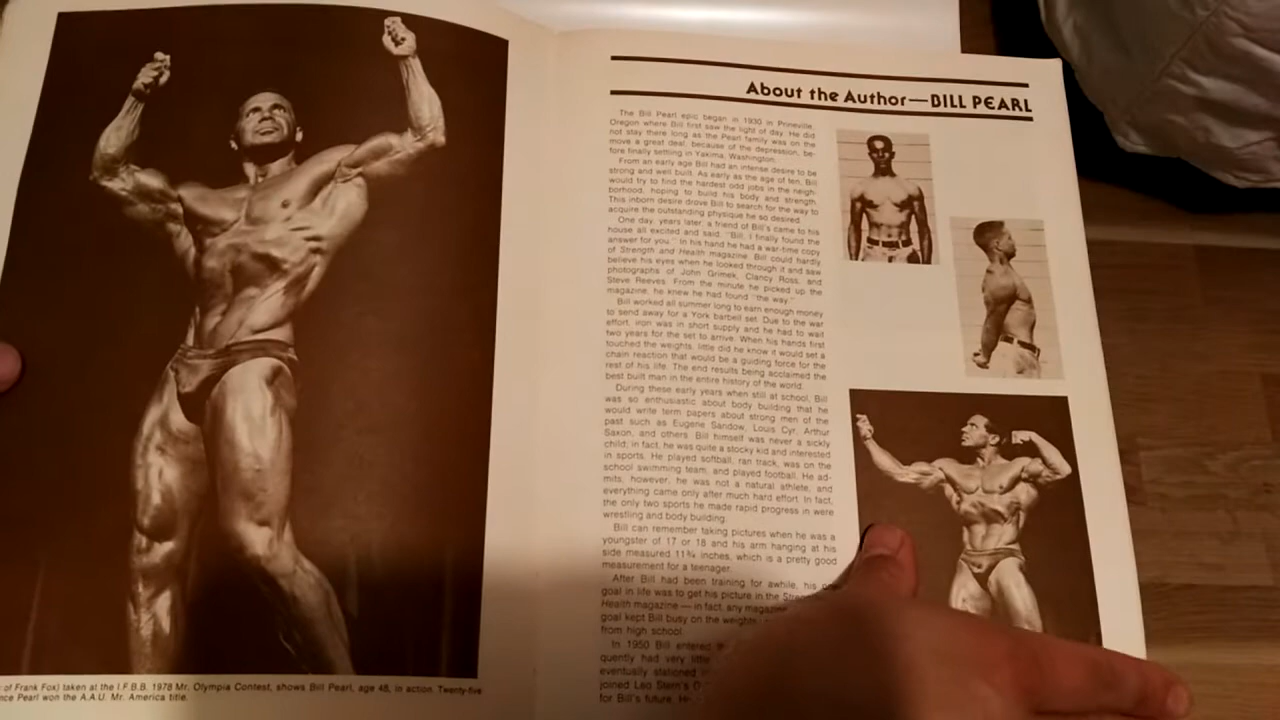 of Frank Fox) taken at the I.F.B.B. 1978 Mr. Olympia Contest, shows Bill Pearl, age 48, in action. Twenty-five
nce Pearl won the A.A.U. Mr. America title.
About the Author—BILL PEARL
The Bill Pearl epic began in 1930 in Prineville,
Oregon where Bill first saw the light of day. He did
not stay there long as the Pearl family was on the
move a great deal, because of the depression, be-
fore finally settling in Yakima, Washington.
From an early age Bill had an intense desire to be
strong and well built. As early as the age of ten, Bill
would try to find the hardest odd jobs in the neigh-
borhood, hoping to build his body and strength.
This inborn desire drove Bill to search for the way to
acquire the outstanding physique he so desired.
One day, years later, a friend of Bill's came to his
house all excited and said, "Bill, I finally found the
answer for you." In his hand he had a war-time copy
of Strength and Health magazine. Bill could hardly
believe his eyes when he looked through it and saw
photographs of John Grimek, Clancy Ross, and
Steve Reeves. From the minute he picked up the
magazine, he knew he had found "the way."
Bill worked all summer long to earn enough money
to send away for a York barbell set. Due to the war
effort, iron was in short supply and he had to wait
two years for the set to arrive. When his hands first
touched the weights, little did he know it would set a
chain reaction that would be a guiding force for the
rest of his life. The end results being acclaimed the
best built man in the entire history of the world.
During these early years when still at school, Bill
was so enthusiastic about body building that he
would write term papers about strong men of the
past such as Eugene Sandow, Louis Cyr, Arthur
Saxon, and others. Bill himself was never a sickly
child; in fact, he was quite a stocky kid and interested
in sports. He played softball, ran track, was on the
school swimming team, and played football. He ad-
mits, however, he was not a natural athlete, and
everything came only after much hard effort. In fact,
the only two sports he made rapid progress in were
wrestling and body building.
Bill can remember taking pictures when he was a
youngster of 17 or 18 and his arm hanging at his
side measured 11¾ inches, which is a pretty good
measurement for a teenager.
After Bill had been training for awhile, his
goal in life was to get his picture in the
Health magazine — in fact, any magazin
goal kept Bill busy on the weights
from high school.
In 1950 Bill entered
quently had very little
eventually stationed
joined Leo Stern's G
for Bill's future. H